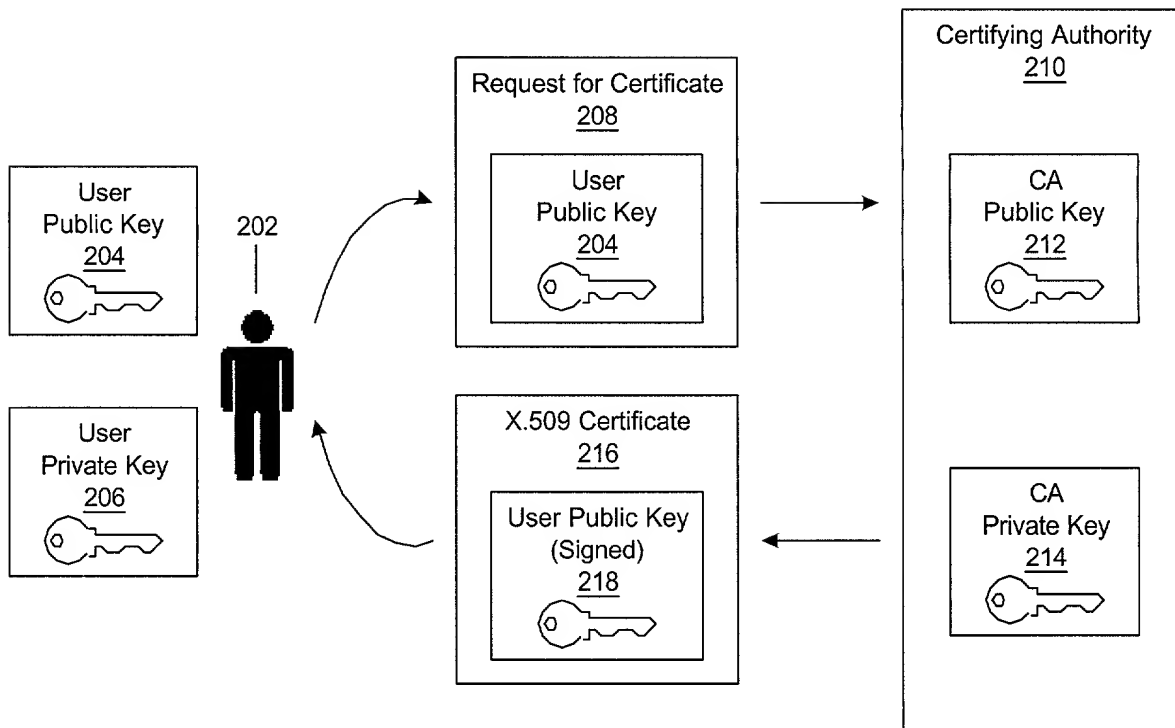 User
Public Key
204
User
Private Key
206
202
Request for Certificate
208
User
Public Key
204
X.509 Certificate
216
User Public Key
(Signed)
218
Certifying Authority
210
CA
Public Key
212
CA
Private Key
214